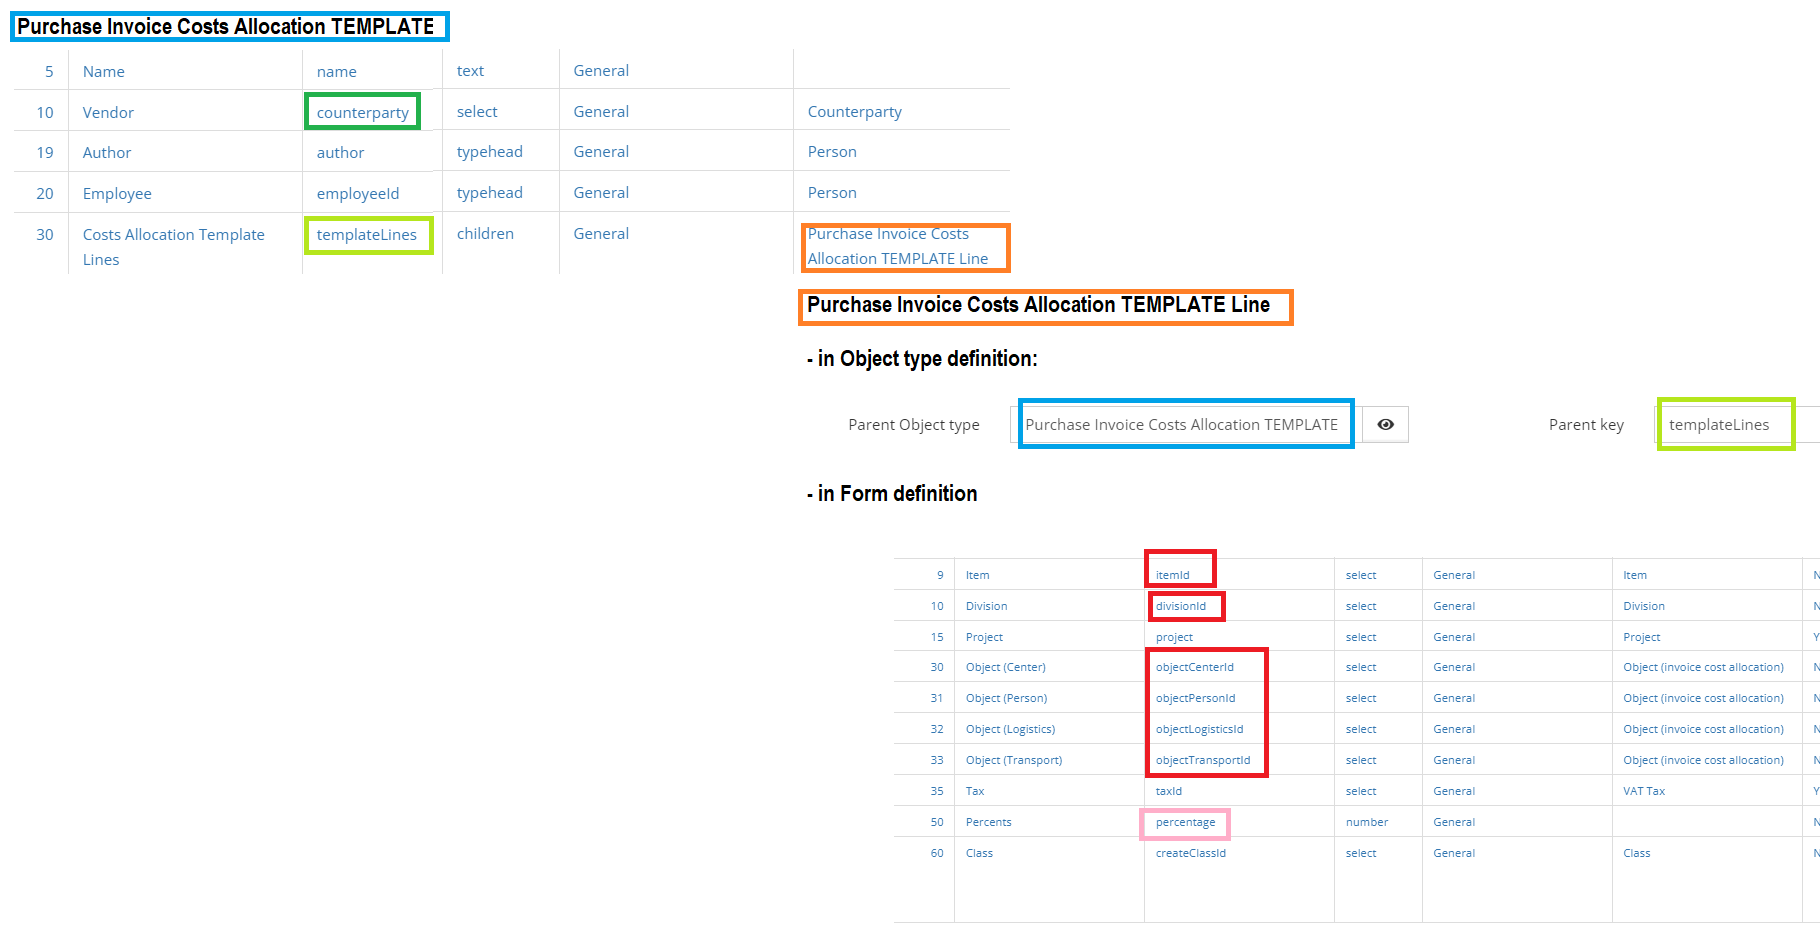 Purchase Invoice Costs Allocation TEMPLATE
5 Name name text General
10 Vendor counterparty select General Counterparty
19 Author author typehead General Person
20 Employee employeeId typehead General Person
30 Costs Allocation Template templateLines children General Purchase Invoice Costs
Lines Allocation TEMPLATE Line
Purchase Invoice Costs Allocation TEMPLATE Line
- in Object type definition:
Parent Object type Purchase Invoice Costs Allocation TEMPLATE Parent key templateLines
- in Form definition
9 Item itemId select General Item N
10 Division divisionId select General Division N
15 Project project select General Project Y
30 Object (Center) objectCenterId select General Object (invoice cost allocation) N
31 Object (Person) objectPersonId select General Object (invoice cost allocation) N
32 Object (Logistics) objectLogisticsId select General Object (invoice cost allocation) N
33 Object (Transport) objectTransportId select General Object (invoice cost allocation) N
35 Tax taxId select General VAT Tax Y
50 Percents percentage number General N
60 Class createClassId select General Class N